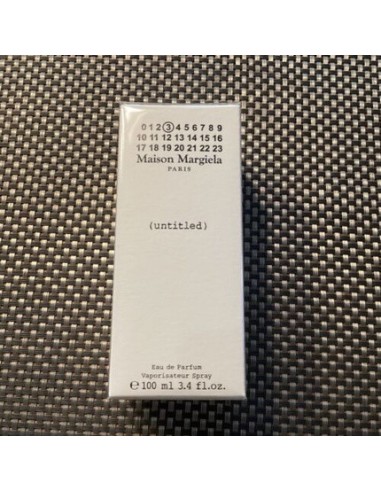 0 1 2 3 4 5 6 7 8 9
10 11 12 13 14 15 16
17 18 19 20 21 22 23
Maison Margiela
PARIS
(untitled)
Eau de Parfum
Vaporisateur Spray
℮ 100 ml 3.4 fl.oz.